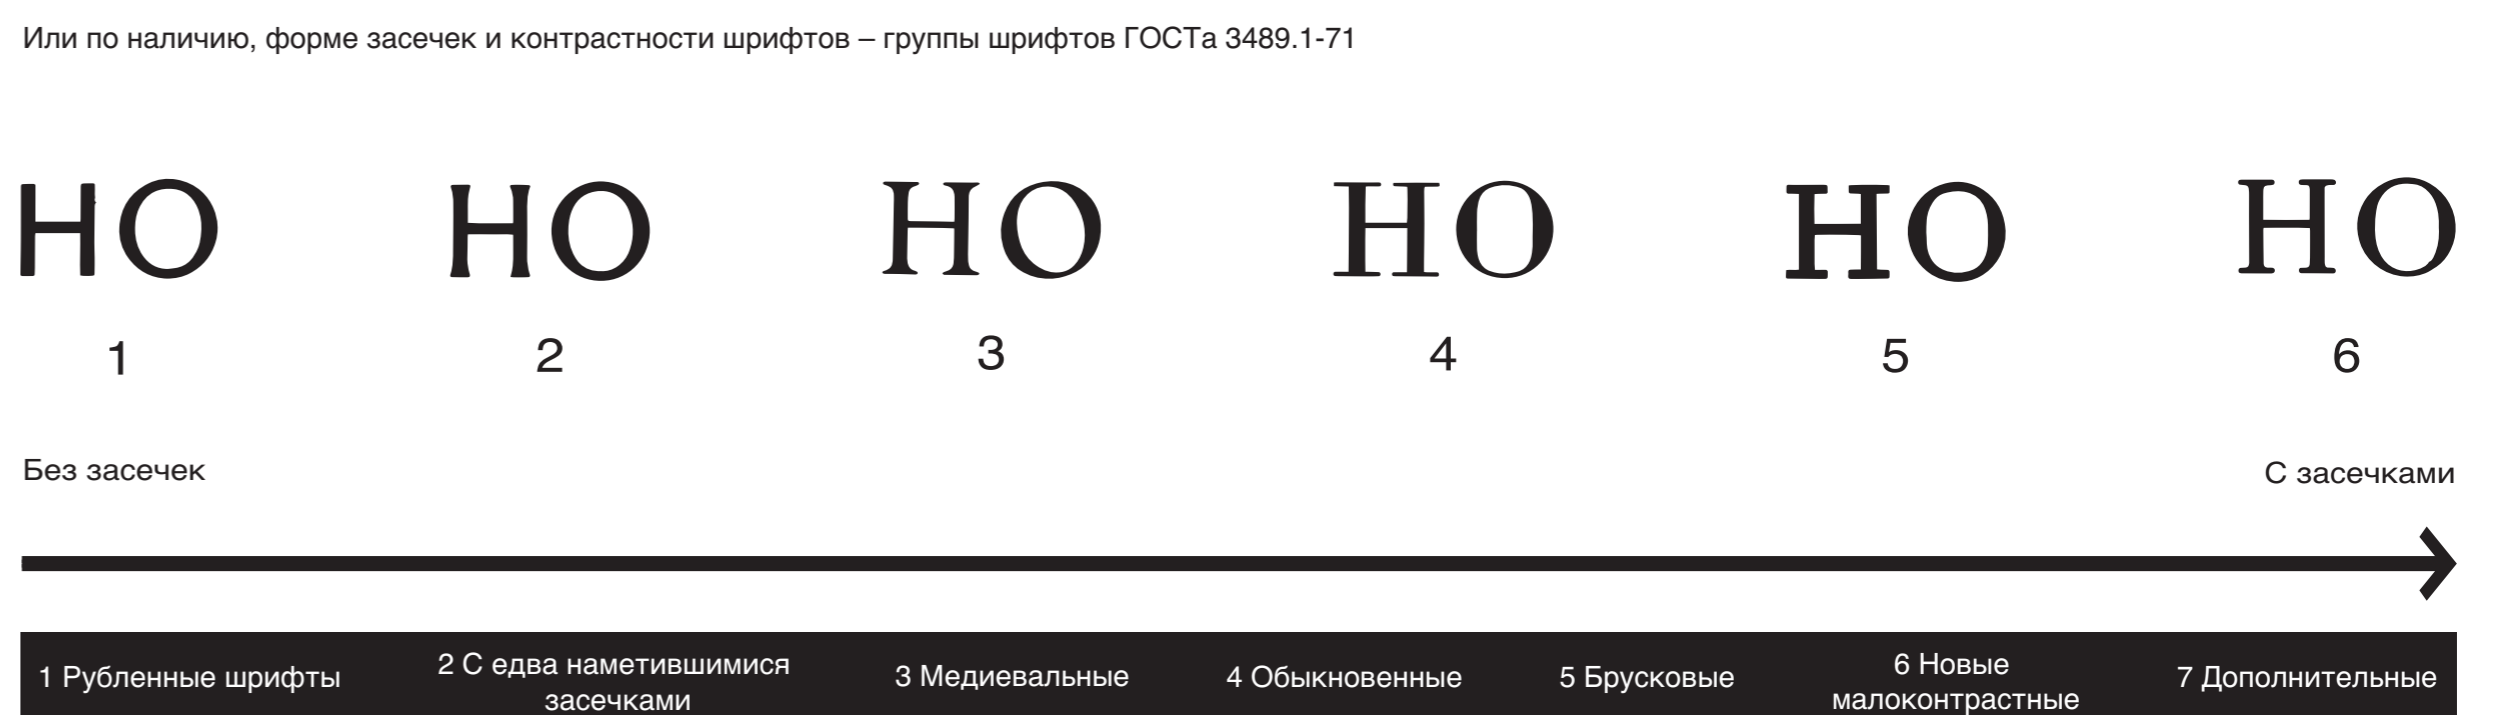 Или по наличию, форме засечек и контрастности шрифтов – группы шрифтов ГОСТа 3489.1-71
НО НО НО НО НО НО
1 2 3 4 5 6
Без засечек С засечками
1 Рубленные шрифты 2 С едва наметившимися засечками 3 Медиевальные 4 Обыкновенные 5 Брусковые 6 Новые малоконтрастные 7 Дополнительные